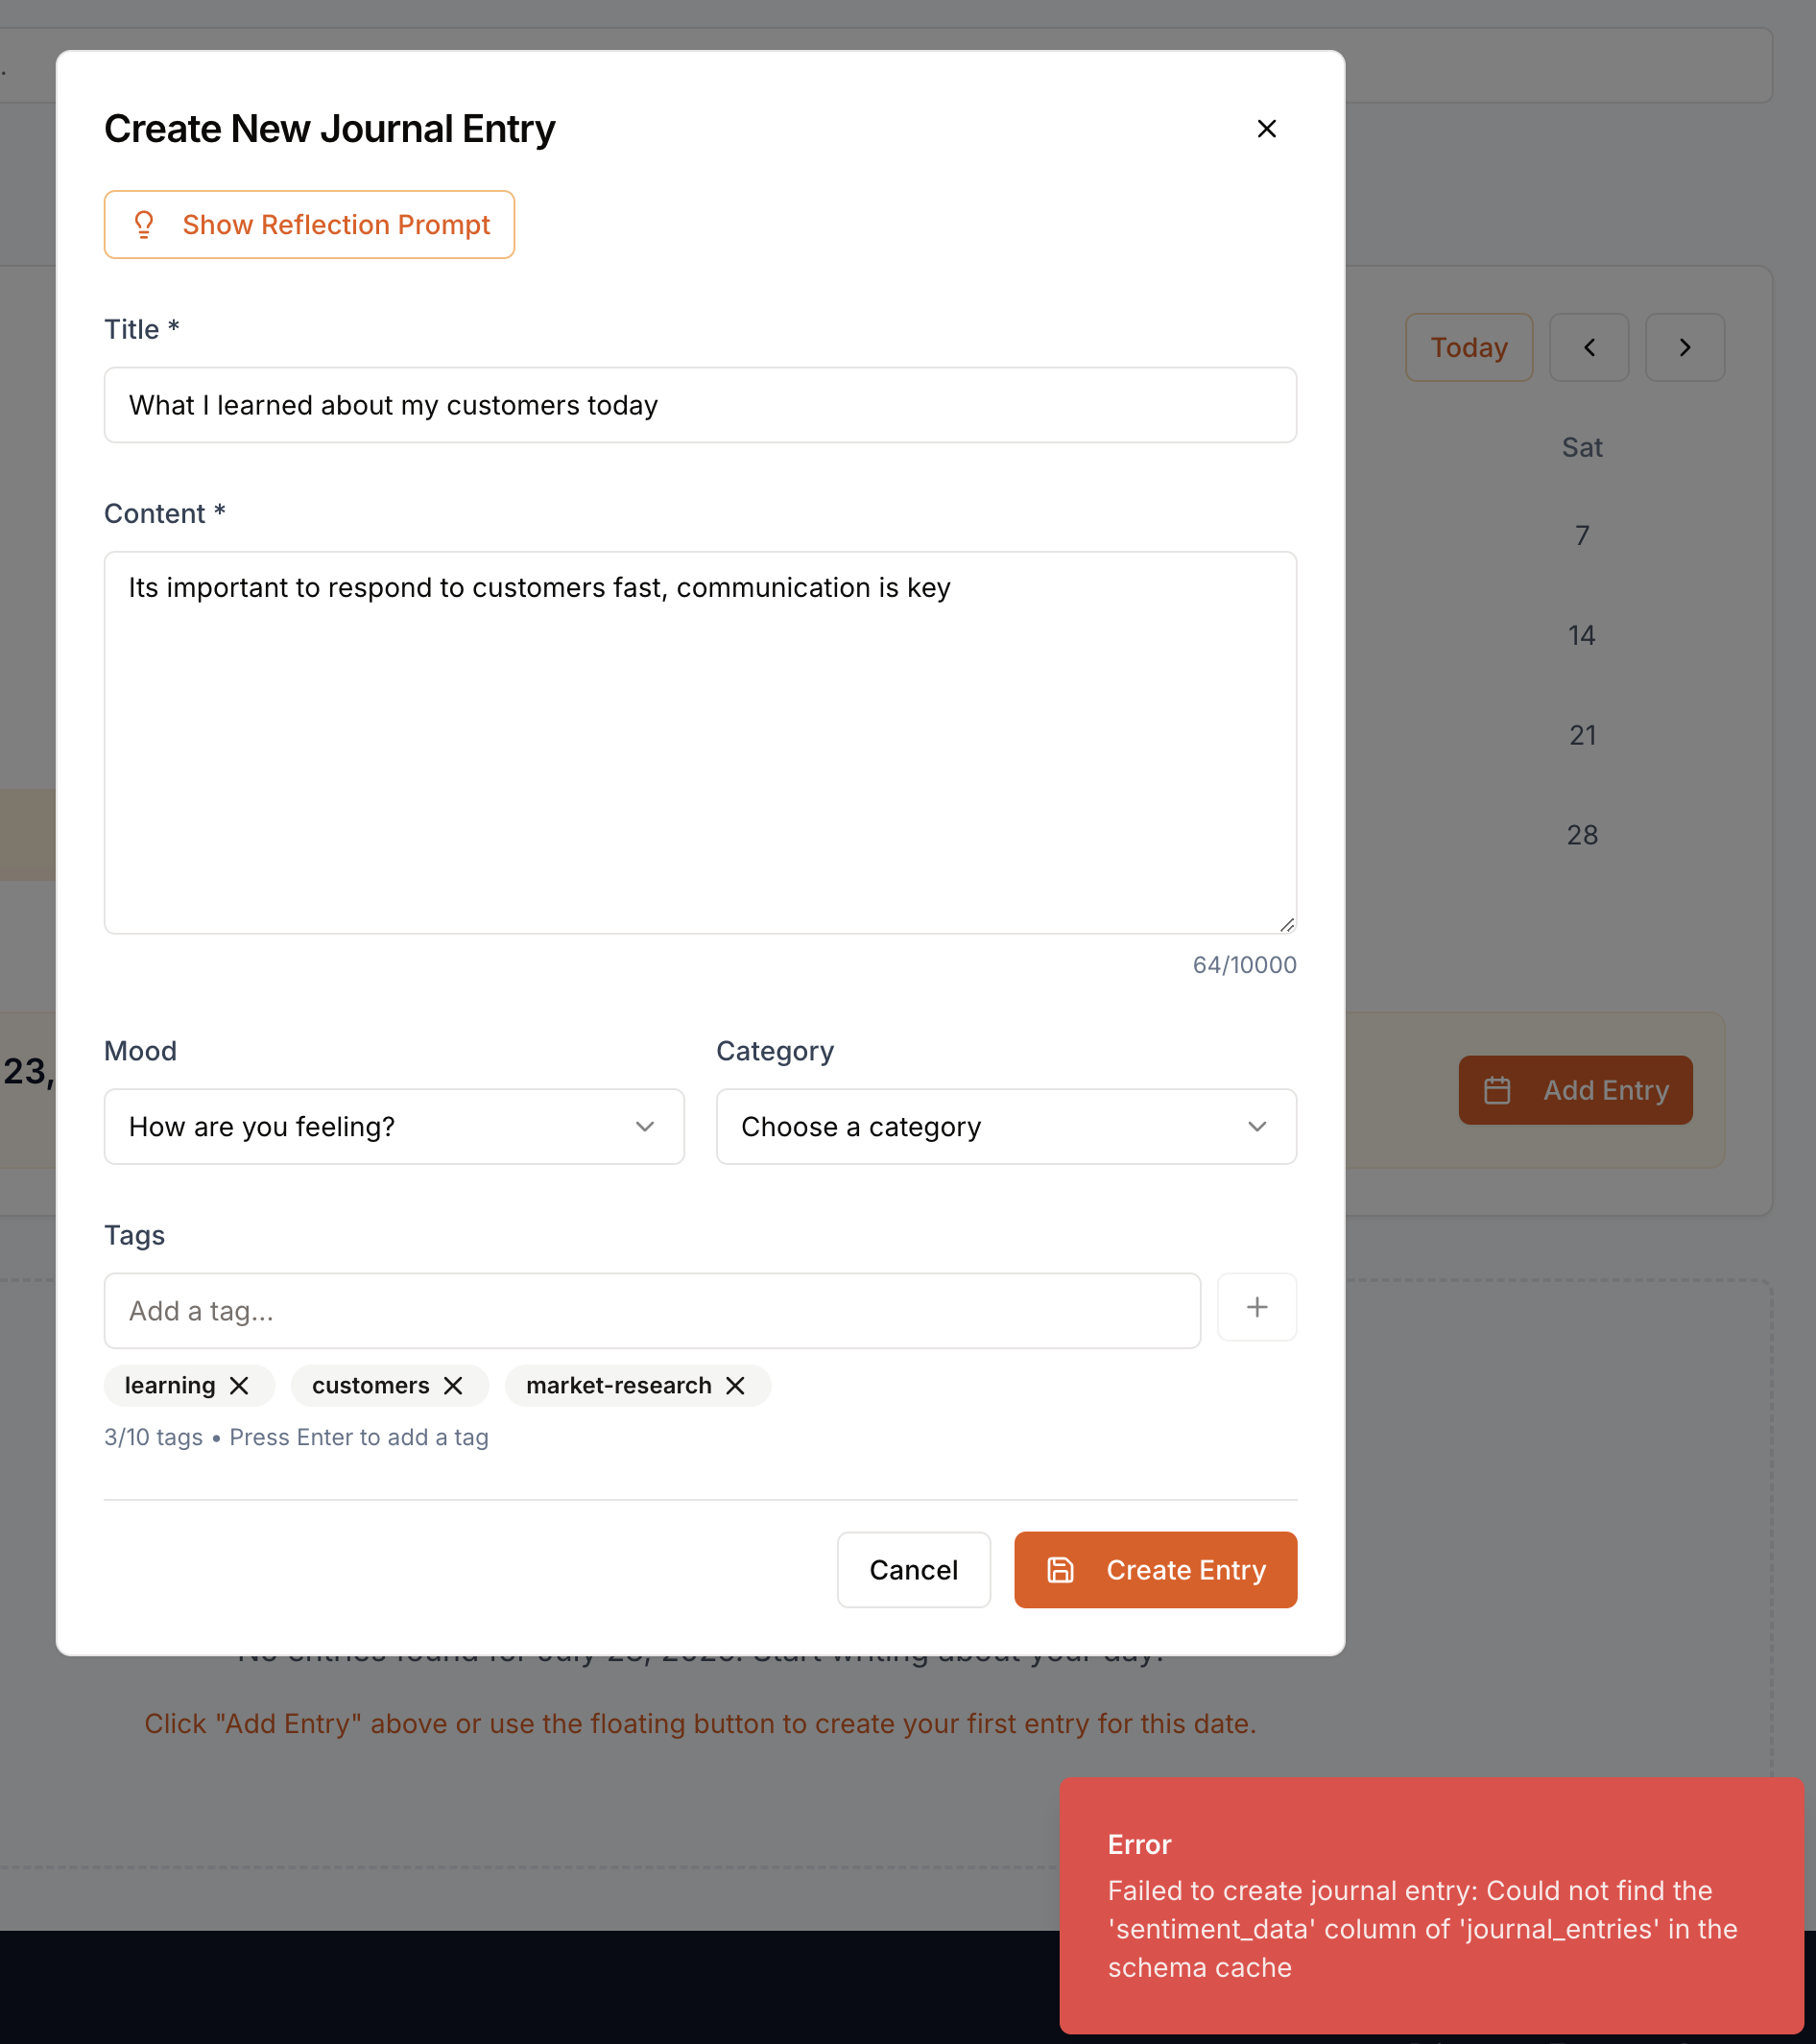 Create New Journal Entry
Show Reflection Prompt
Title *
What I learned about my customers today
Today
Sat
Content *
7
Its important to respond to customers fast, communication is key
14
21
28
64/10000
Mood
Category
23,
Add Entry
How are you feeling?
Choose a category
Tags
Add a tag...
learning
customers
market-research
3/10 tags • Press Enter to add a tag
Cancel
Create Entry
Click "Add Entry" above or use the floating button to create your first entry for this date.
Error
Failed to create journal entry: Could not find the
'sentiment_data' column of 'journal_entries' in the
schema cache